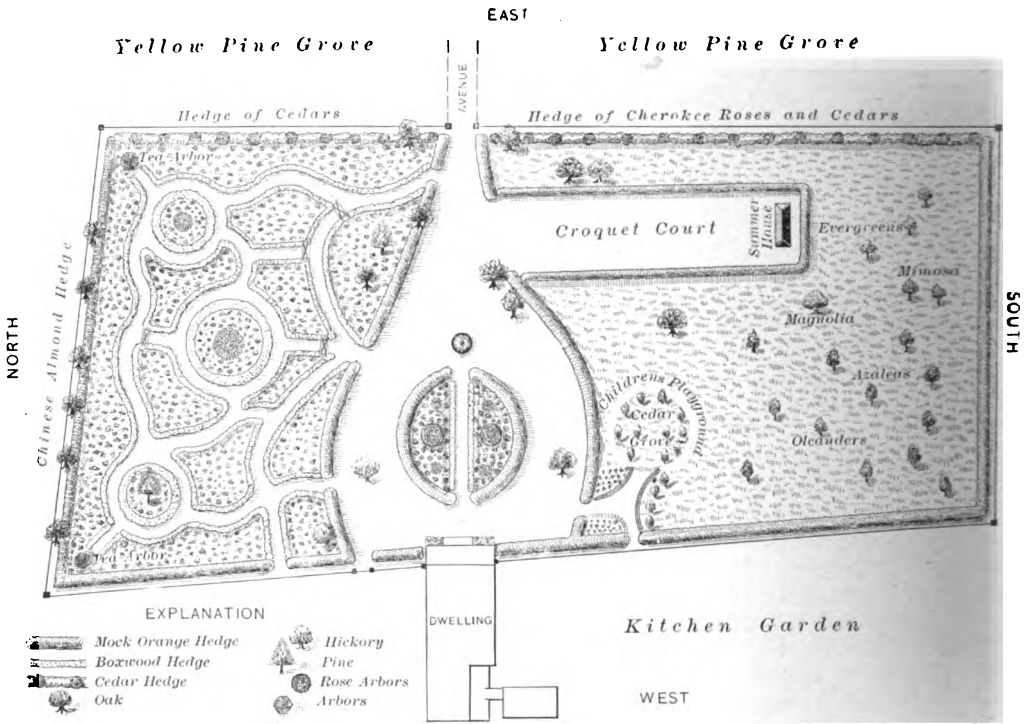 EAST
Yellow Pine Grove
Yellow Pine Grove
AVENUE
Hedge of Cedars
Hedge of Cherokee Roses and Cedars
Tea Arbor
Croquet Court
Summer
House
Evergreens
Mimosa
Magnolia
Azaleas
Oleanders
Childrens Playground
Cedar
Grove
Chinese Almond Hedge
NORTH
SOUTH
Tea Arbor
DWELLING
Kitchen Garden
WEST
EXPLANATION
Mock Orange Hedge
Boxwood Hedge
Cedar Hedge
Oak
Hickory
Pine
Rose Arbors
Arbors